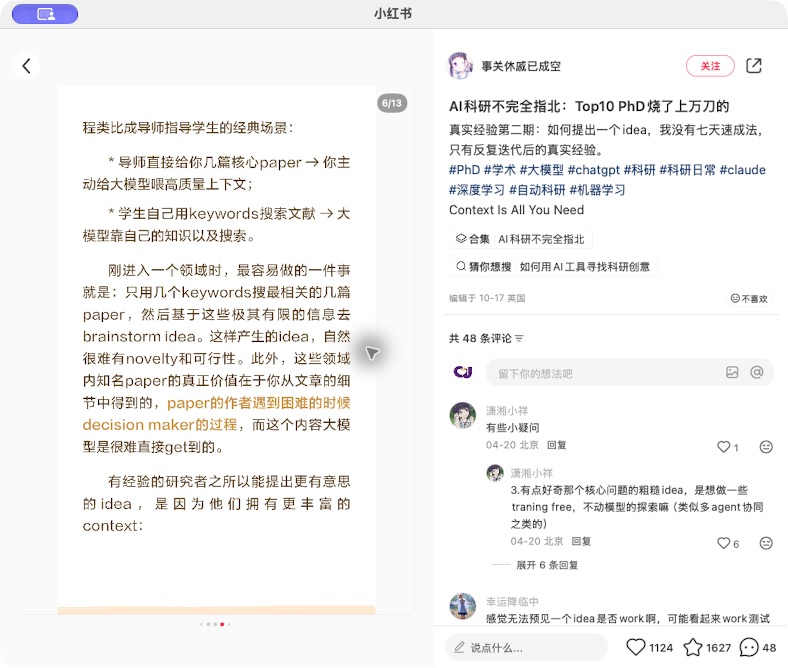 小红书
6/13
程类比成导师指导学生的经典场景：
* 导师直接给你几篇核心paper → 你主
动给大模型喂高质量上下文；
* 学生自己用keywords搜索文献 → 大
模型靠自己的知识以及搜索。
刚进入一个领域时，最容易做的一件事
就是：只用几个keywords搜最相关的几篇
paper，然后基于这些极其有限的信息去
brainstorm idea。这样产生的idea，自然
很难有novelty和可行性。此外，这些领域
内知名paper的真正价值在于你从文章的细
节中得到的，paper的作者遇到困难的时候
decision maker的过程，而这个内容大模
型是很难直接get到的。
有经验的研究者之所以能提出更有意思
的idea，是因为他们拥有更丰富的
context：
事关休戚已成空
关注
AI科研不完全指北：Top10 PhD烧了上万刀的
真实经验第二期：如何提出一个idea，我没有七天速成法，
只有反复迭代后的真实经验。
#PhD #学术 #大模型 #chatgpt #科研 #科研日常 #claude
#深度学习 #自动科研 #机器学习
Context Is All You Need
合集 AI科研不完全指北
猜你想搜 如何用AI工具寻找科研创意
编辑于 10-17 英国
不喜欢
共 48 条评论
CJ
留下你的想法吧
潇湘小祥
有些小疑问
04-20 北京 回复
1
潇湘小祥
3.有点好奇那个核心问题的粗糙idea，是想做一些
traning free，不动模型的探索嘛（类似多agent协同
之类的）
04-20 北京 回复
6
展开 6 条回复
幸运降临中
感觉无法预见一个idea是否work啊，可能看起来work测试
说点什么...
1124
1627
48